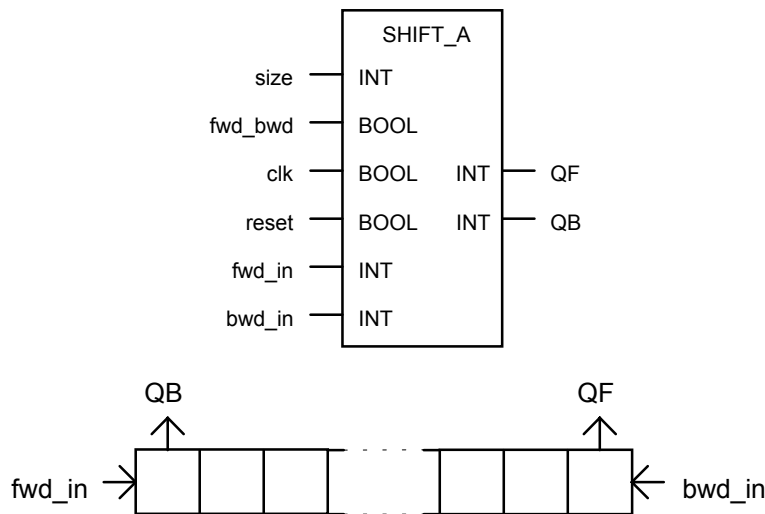 SHIFT_A
size INT
fwd_bwd BOOL
clk BOOL INT QF
reset BOOL INT QB
fwd_in INT
bwd_in INT
QB QF
fwd_in bwd_in